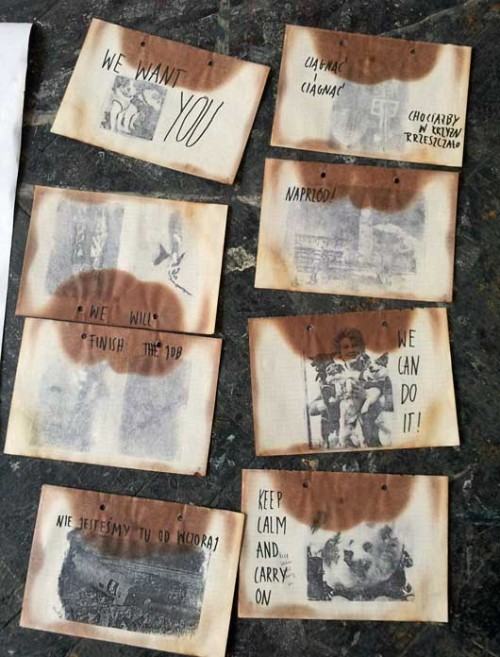 WE WANT
YOU
CIĄGNĄĆ
I
CIĄGNĄĆ
CHOCIAŻBY
W KRZYŻU
TRZESZCZAŁO
NAPRZÓD!
WE WILL
FINISH THE JOB
WE
CAN
DO
IT!
NIE JESTEŚMY TU OD WCZORAJ
KEEP
CALM
AND
CARRY
ON